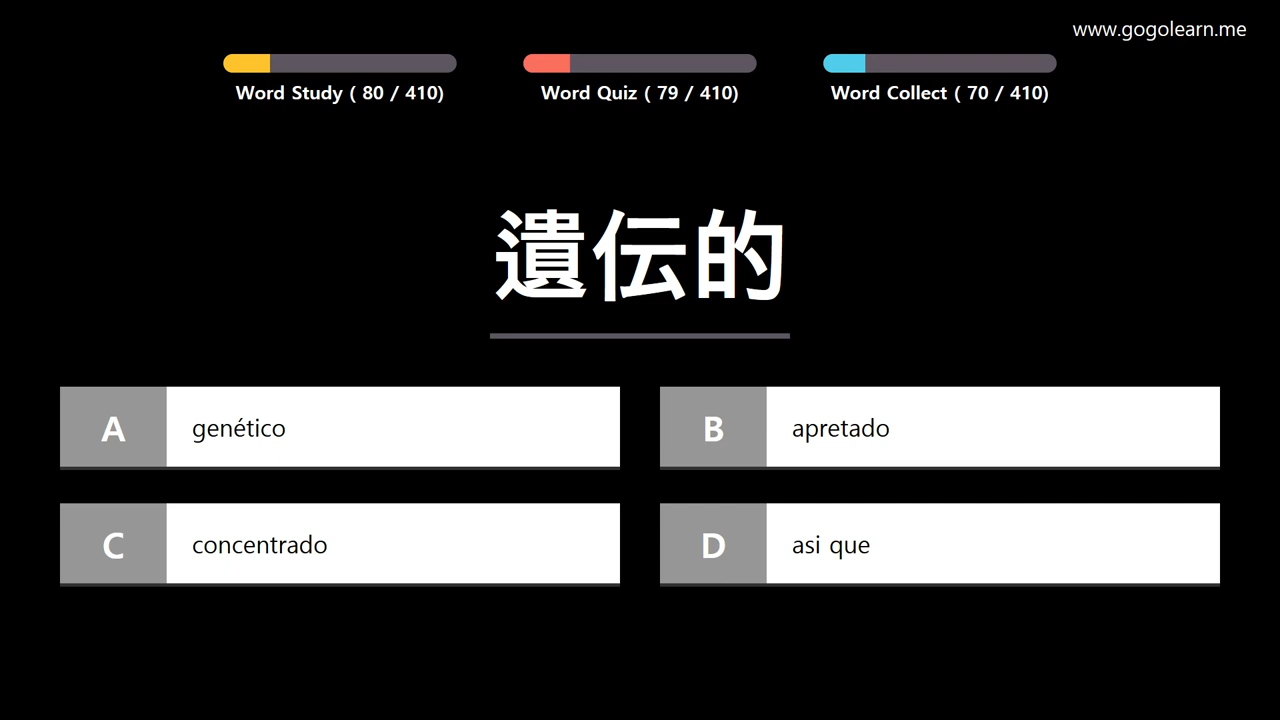 www.gogolearn.me
Word Study ( 80 / 410)
Word Quiz ( 79 / 410)
Word Collect ( 70 / 410)
遺伝的
A genético
B apretado
C concentrado
D asi que